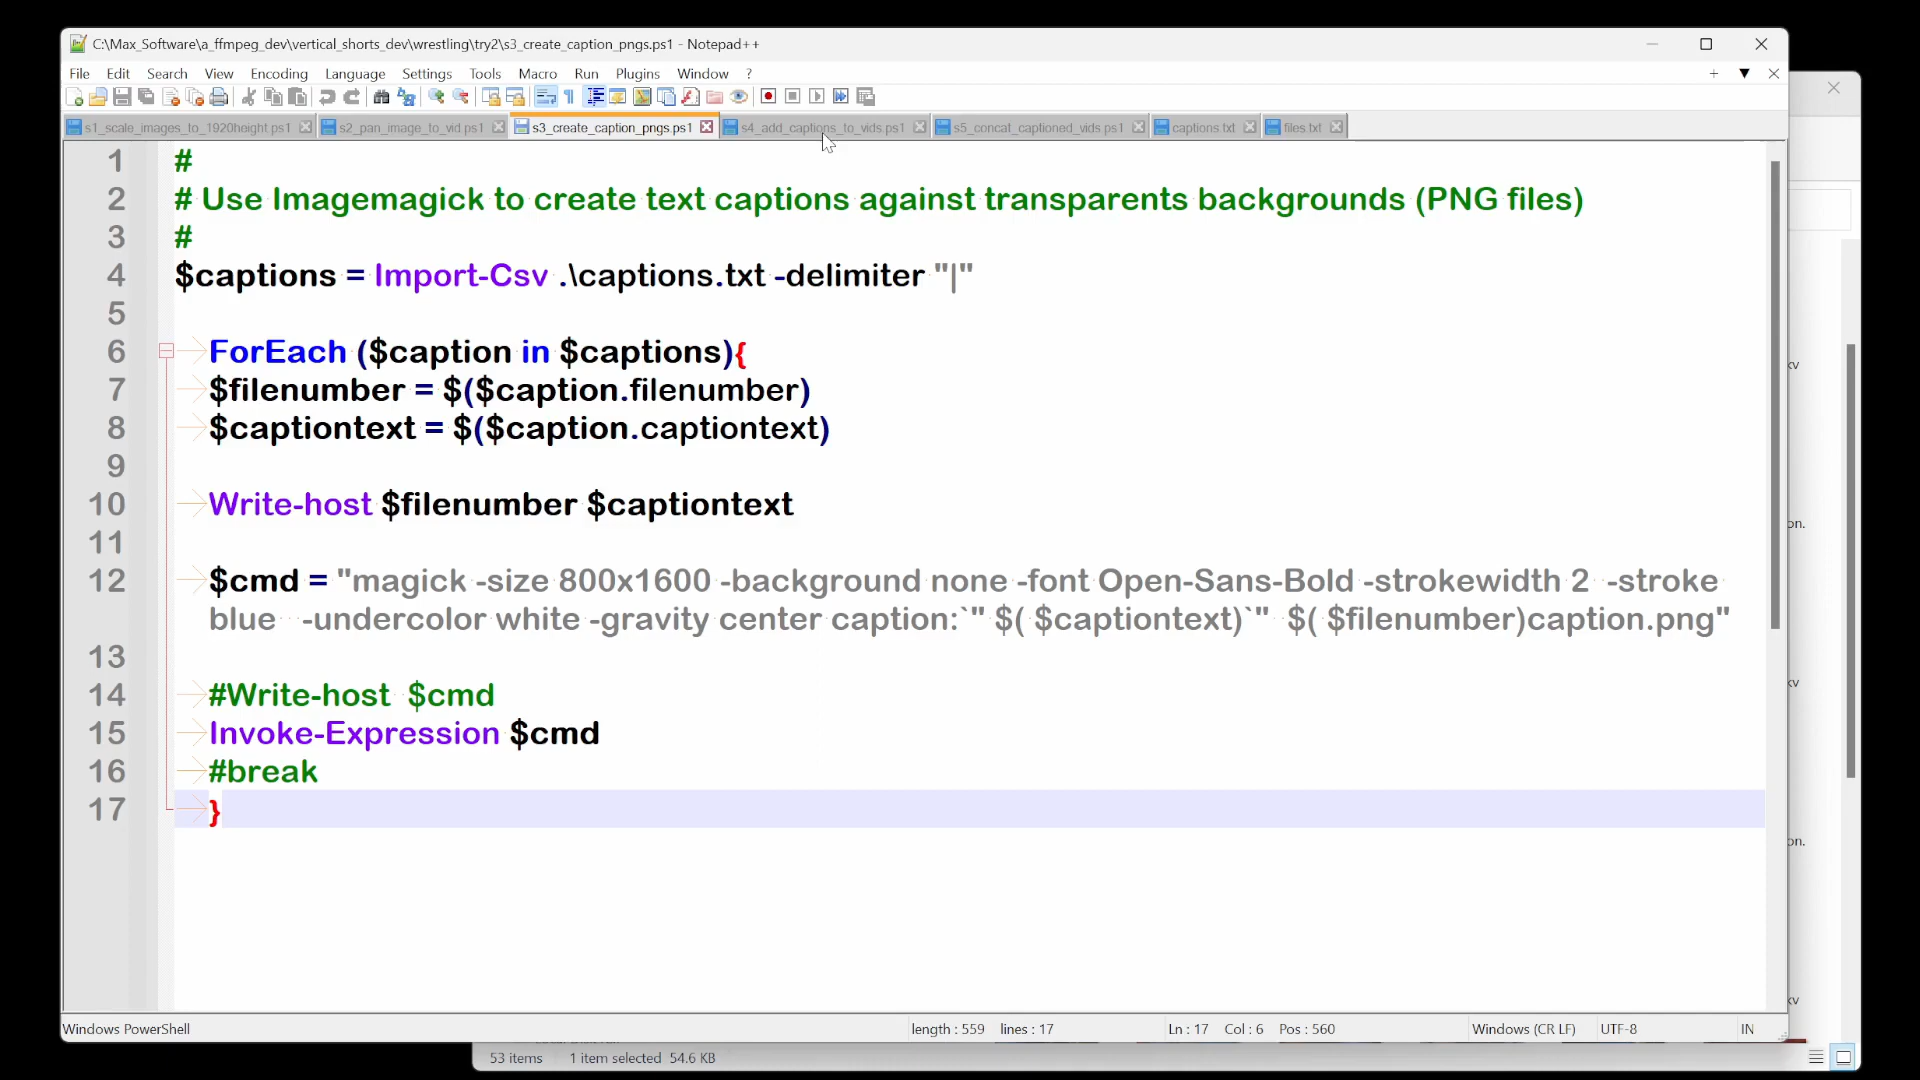 C:\Max_Software\a_ffmpeg_dev\vertical_shorts_dev\wrestling\try2\s3_create_caption_pngs.ps1 - Notepad++
File Edit Search View Encoding Language Settings Tools Macro Run Plugins Window ?
s1_scale_images_to_1920height.ps1 s2_pan_image_to_vid.ps1 s3_create_caption_pngs.ps1 s4_add_captions_to_vids.ps1 s5_concat_captioned_vids.ps1 captions.txt files.txt
1 #
2 # Use Imagemagick to create text captions against transparents backgrounds (PNG files)
3 #
4 $captions = Import-Csv .\captions.txt -delimiter "|"
5
6 ForEach ($caption in $captions){
7 $filenumber = $($caption.filenumber)
8 $captiontext = $($caption.captiontext)
9
10 Write-host $filenumber $captiontext
11
12 $cmd = "magick -size 800x1600 -background none -font Open-Sans-Bold -strokewidth 2  -stroke
blue  -undercolor white -gravity center caption:`" $( $captiontext)`"  $( $filenumber)caption.png"
13
14 #Write-host  $cmd
15 Invoke-Expression $cmd
16 #break
17 }
Windows PowerShell length : 559 lines : 17 Ln : 17 Col : 6 Pos : 560 Windows (CR LF) UTF-8 IN
53 items 1 item selected 54.6 KB